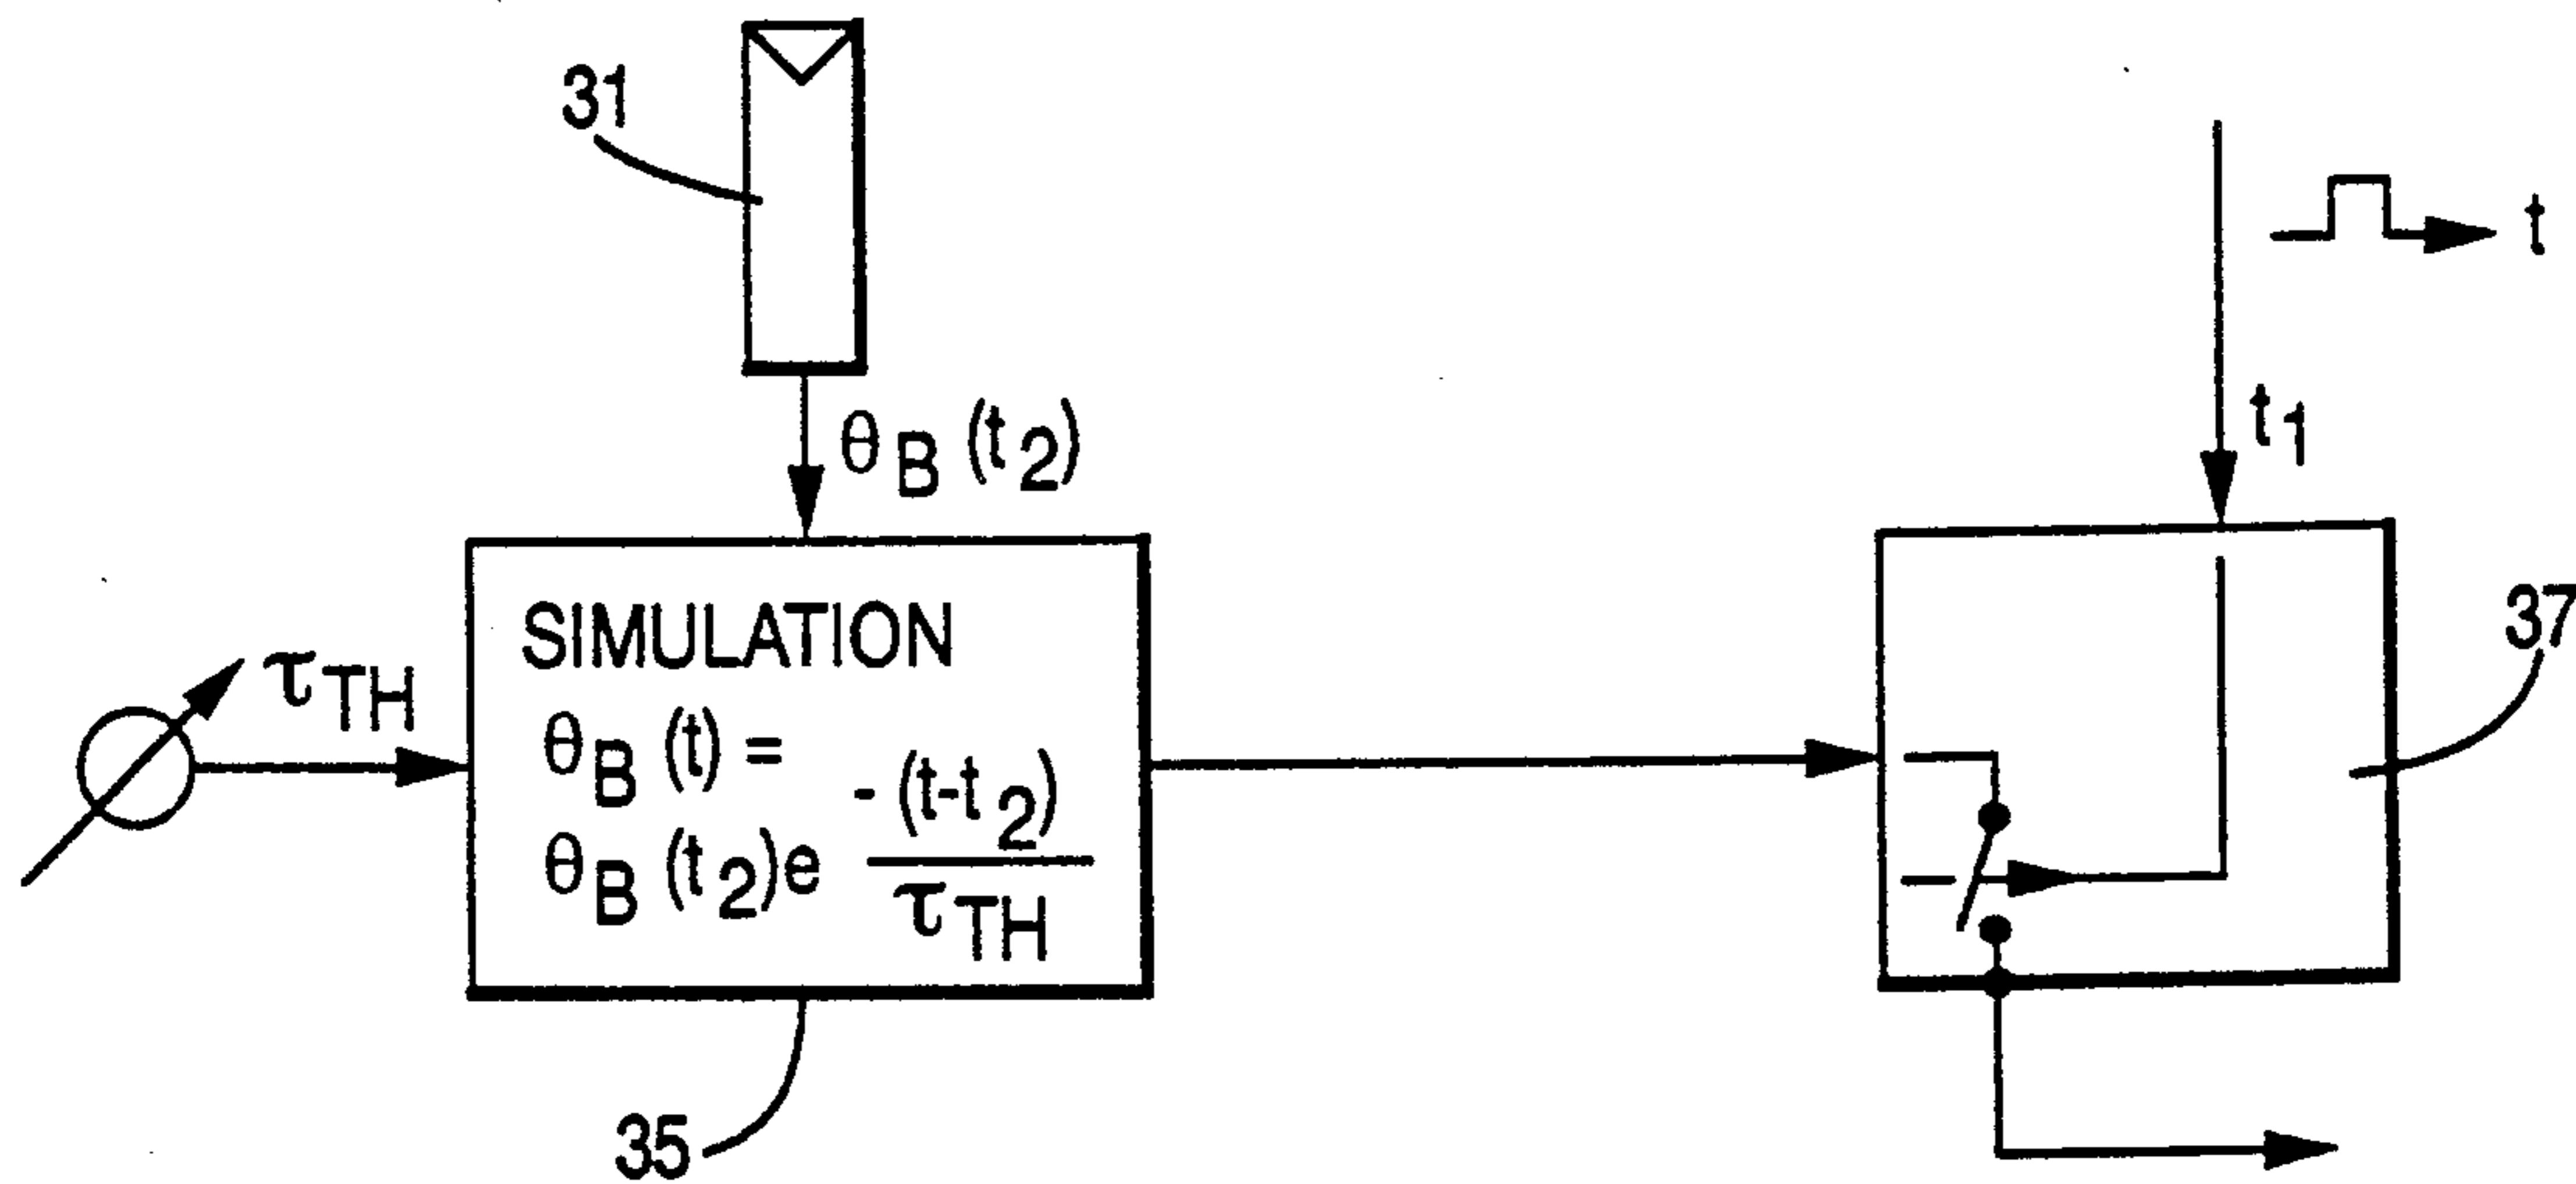 31
t
θB (t2)
t1
τTH
SIMULATION
θB (t) =
θB (t2)e - (t-t2) / τTH
37
35